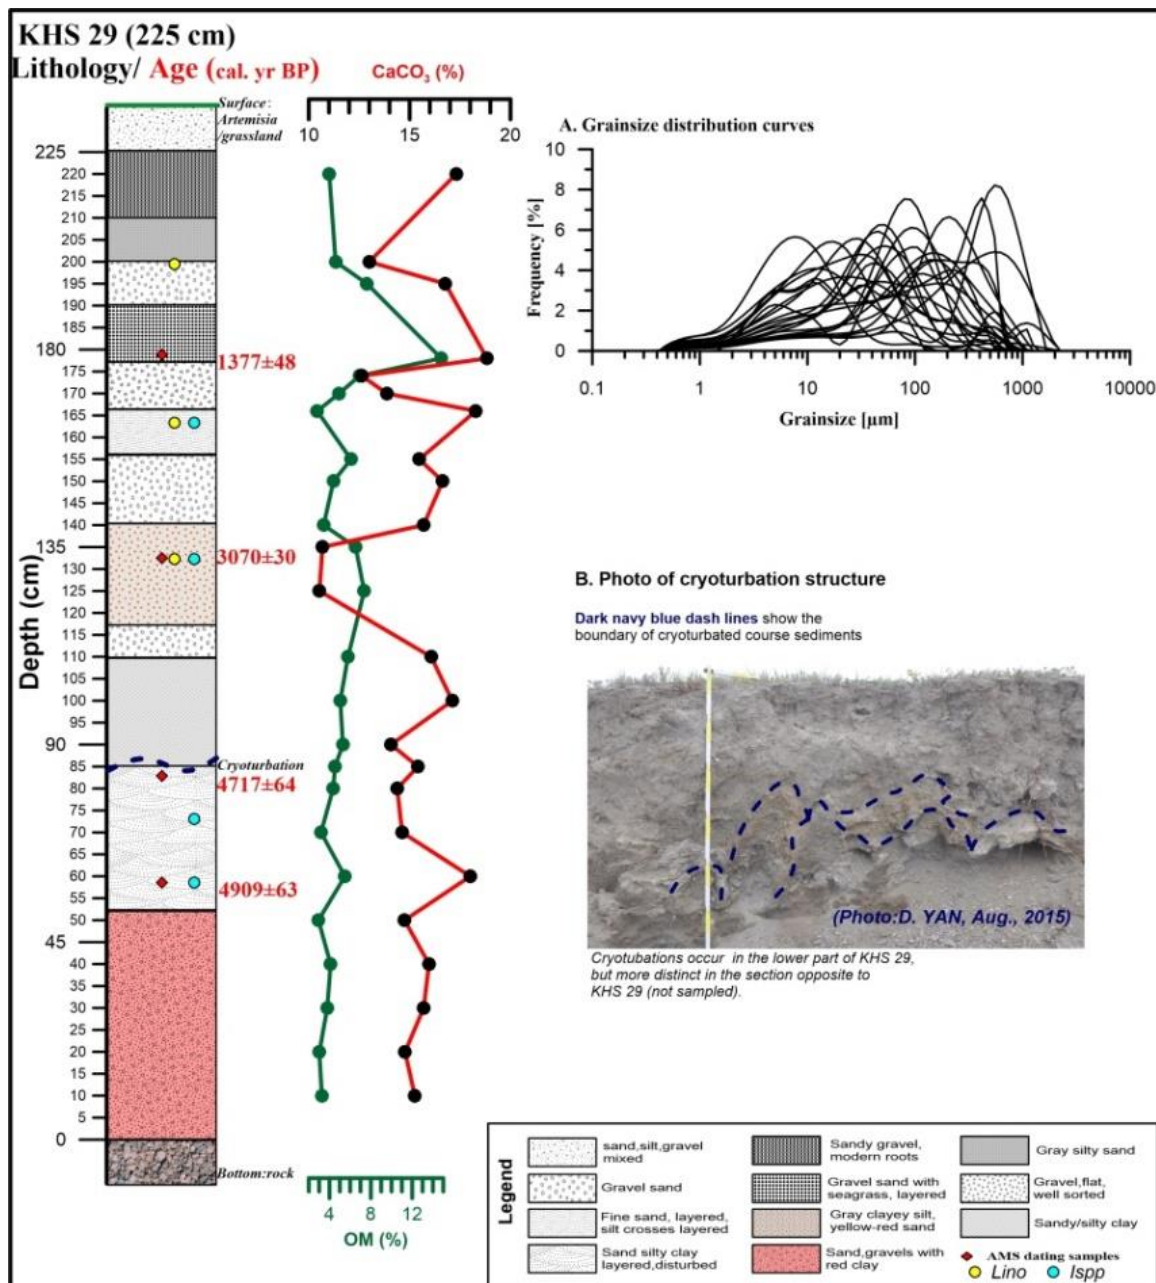 KHS 29 (225 cm)
Lithology/ Age (cal. yr BP)
CaCO₃ (%)
10 15 20
Surface:
Artemisia
/grassland
225
220
215
210
205
200
195
190
185
180
175
170
165
160
155
150
145
140
135
130
125
120
115
110
100
95
90
85
80
75
70
60
55
50
45
40
30
25
20
10
5
0
Depth (cm)
1377±48
3070±30
Cryoturbation
4717±64
4909±63
Bottom:rock
4 8 12
OM (%)
A. Grainsize distribution curves
10
8
6
4
2
0
Frequency [%]
0.1 1 10 100 1000 10000
Grainsize [µm]
B. Photo of cryoturbation structure
Dark navy blue dash lines show the
boundary of cryoturbated course sediments
(Photo:D. YAN, Aug., 2015)
Cryotubations occur in the lower part of KHS 29,
but more distinct in the section opposite to
KHS 29 (not sampled).
Legend
sand,silt,gravel
mixed
Gravel sand
Fine sand, layered,
silt crosses layered
Sand silty clay
layered,disturbed
Sandy gravel,
modern roots
Gravel sand with
seagrass, layered
Gray clayey silt,
yellow-red sand
Sand,gravels with
red clay
Gray silty sand
Gravel,flat,
well sorted
Sandy/silty clay
AMS dating samples
Lino Ispp